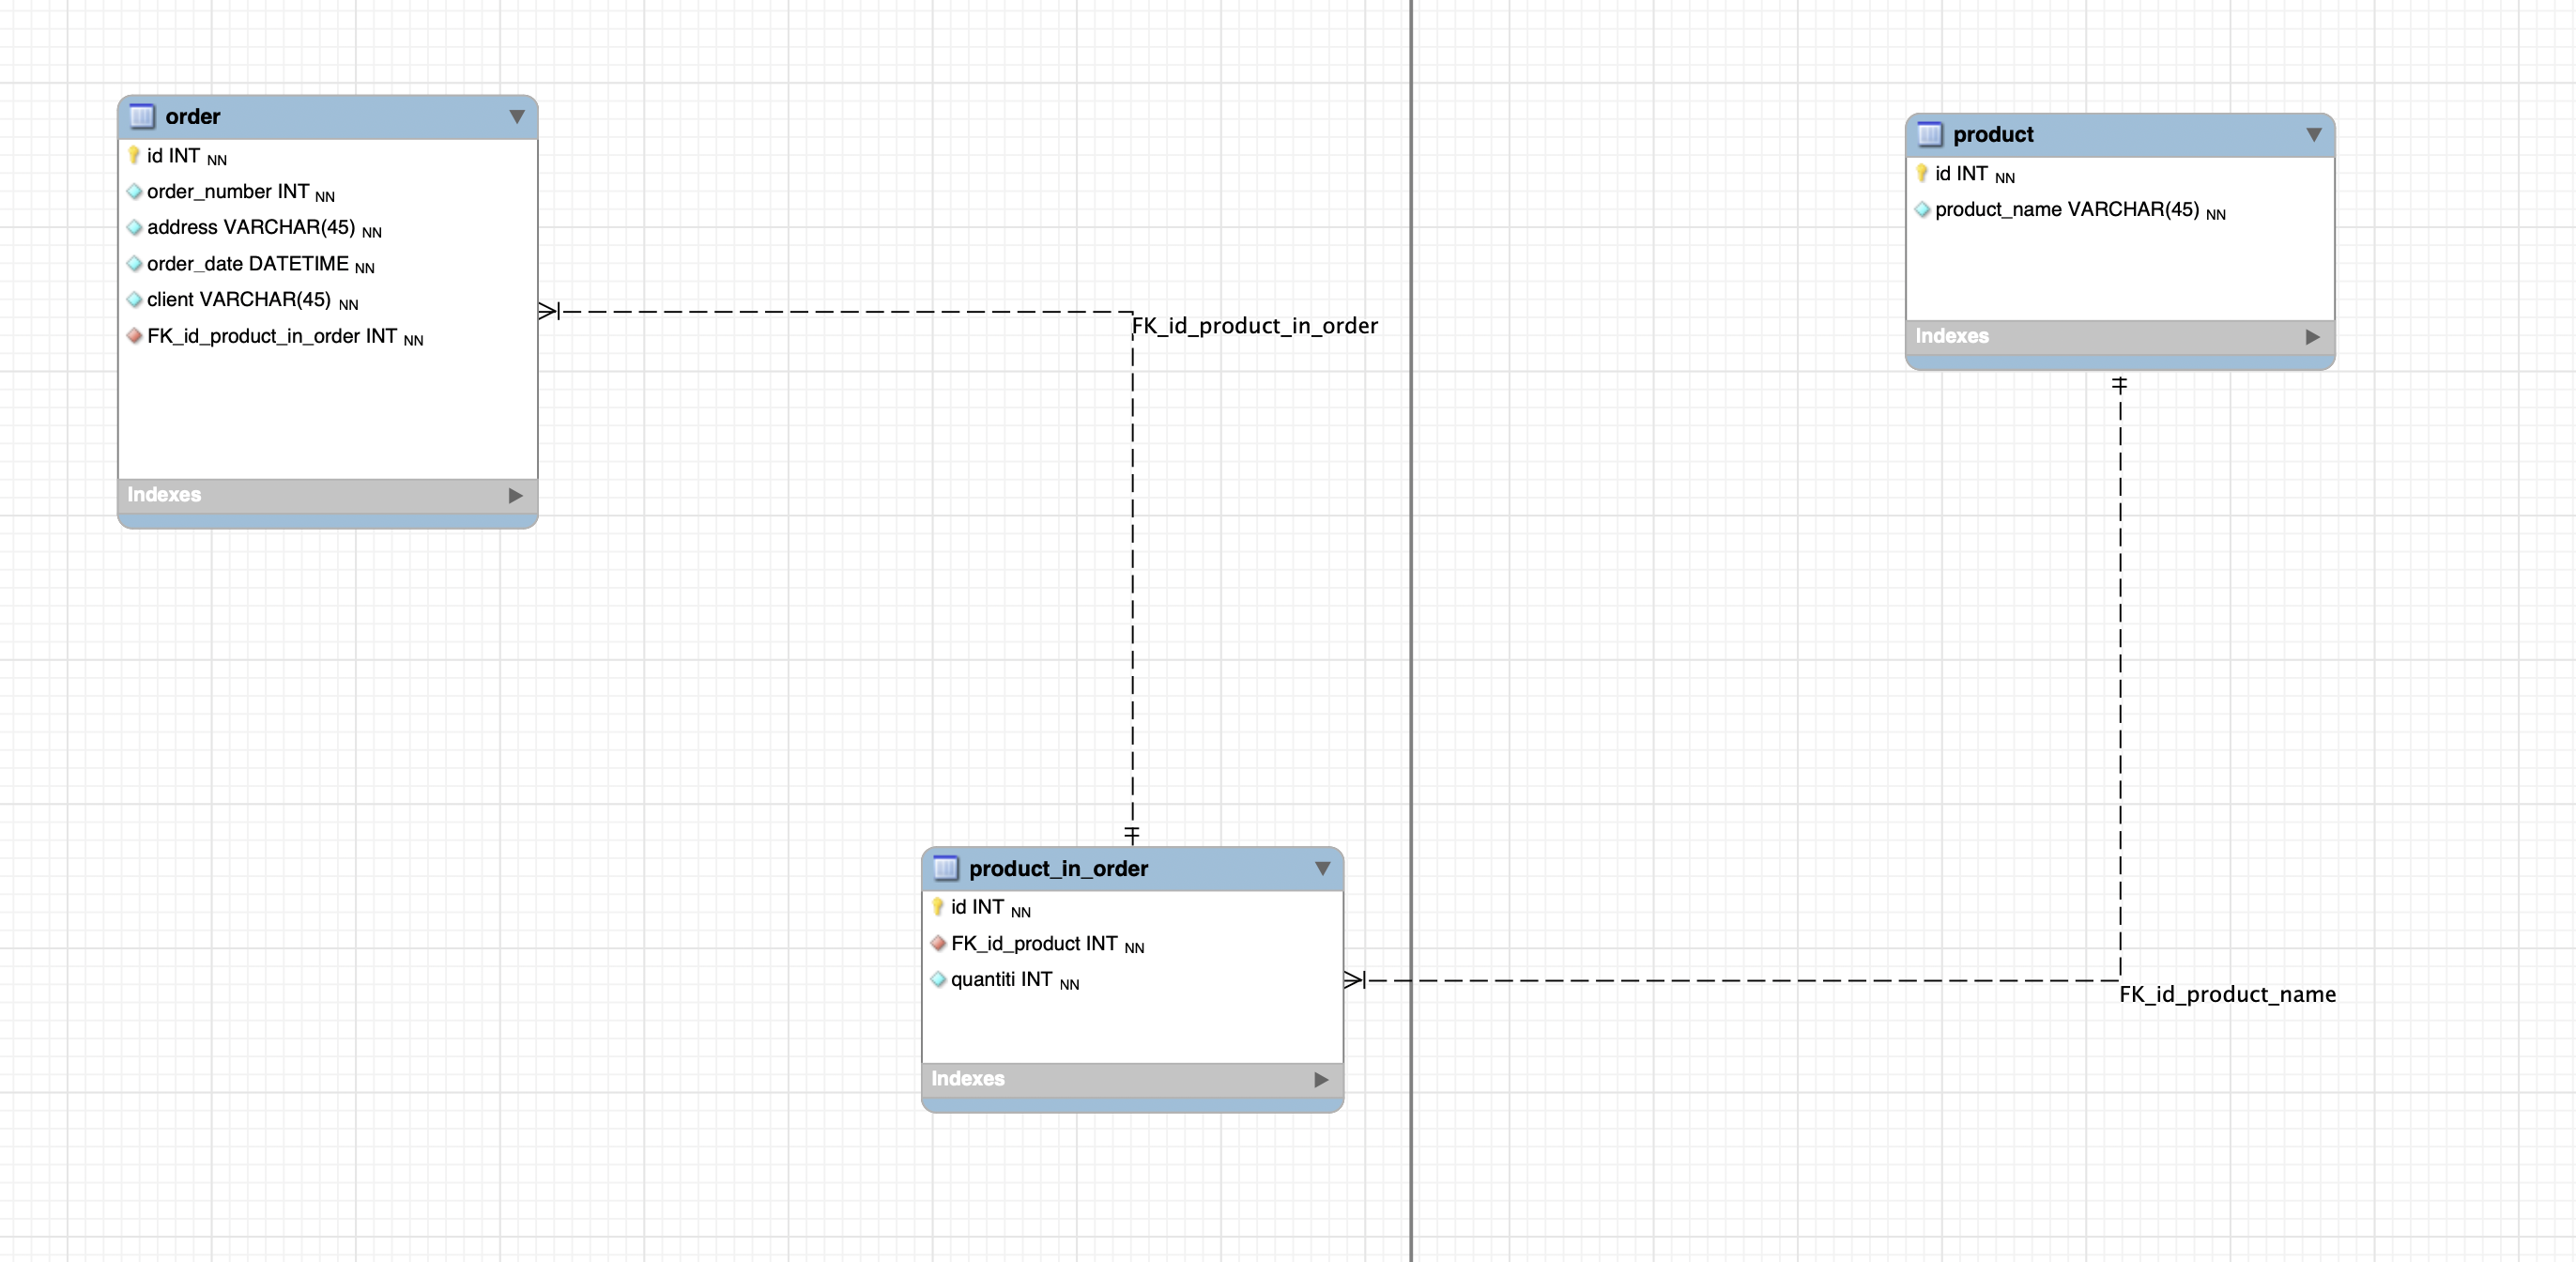 order
id INT NN
order_number INT NN
address VARCHAR(45) NN
order_date DATETIME NN
client VARCHAR(45) NN
FK_id_product_in_order INT NN
Indexes
FK_id_product_in_order
product
id INT NN
product_name VARCHAR(45) NN
Indexes
product_in_order
id INT NN
FK_id_product INT NN
quantiti INT NN
Indexes
FK_id_product_name